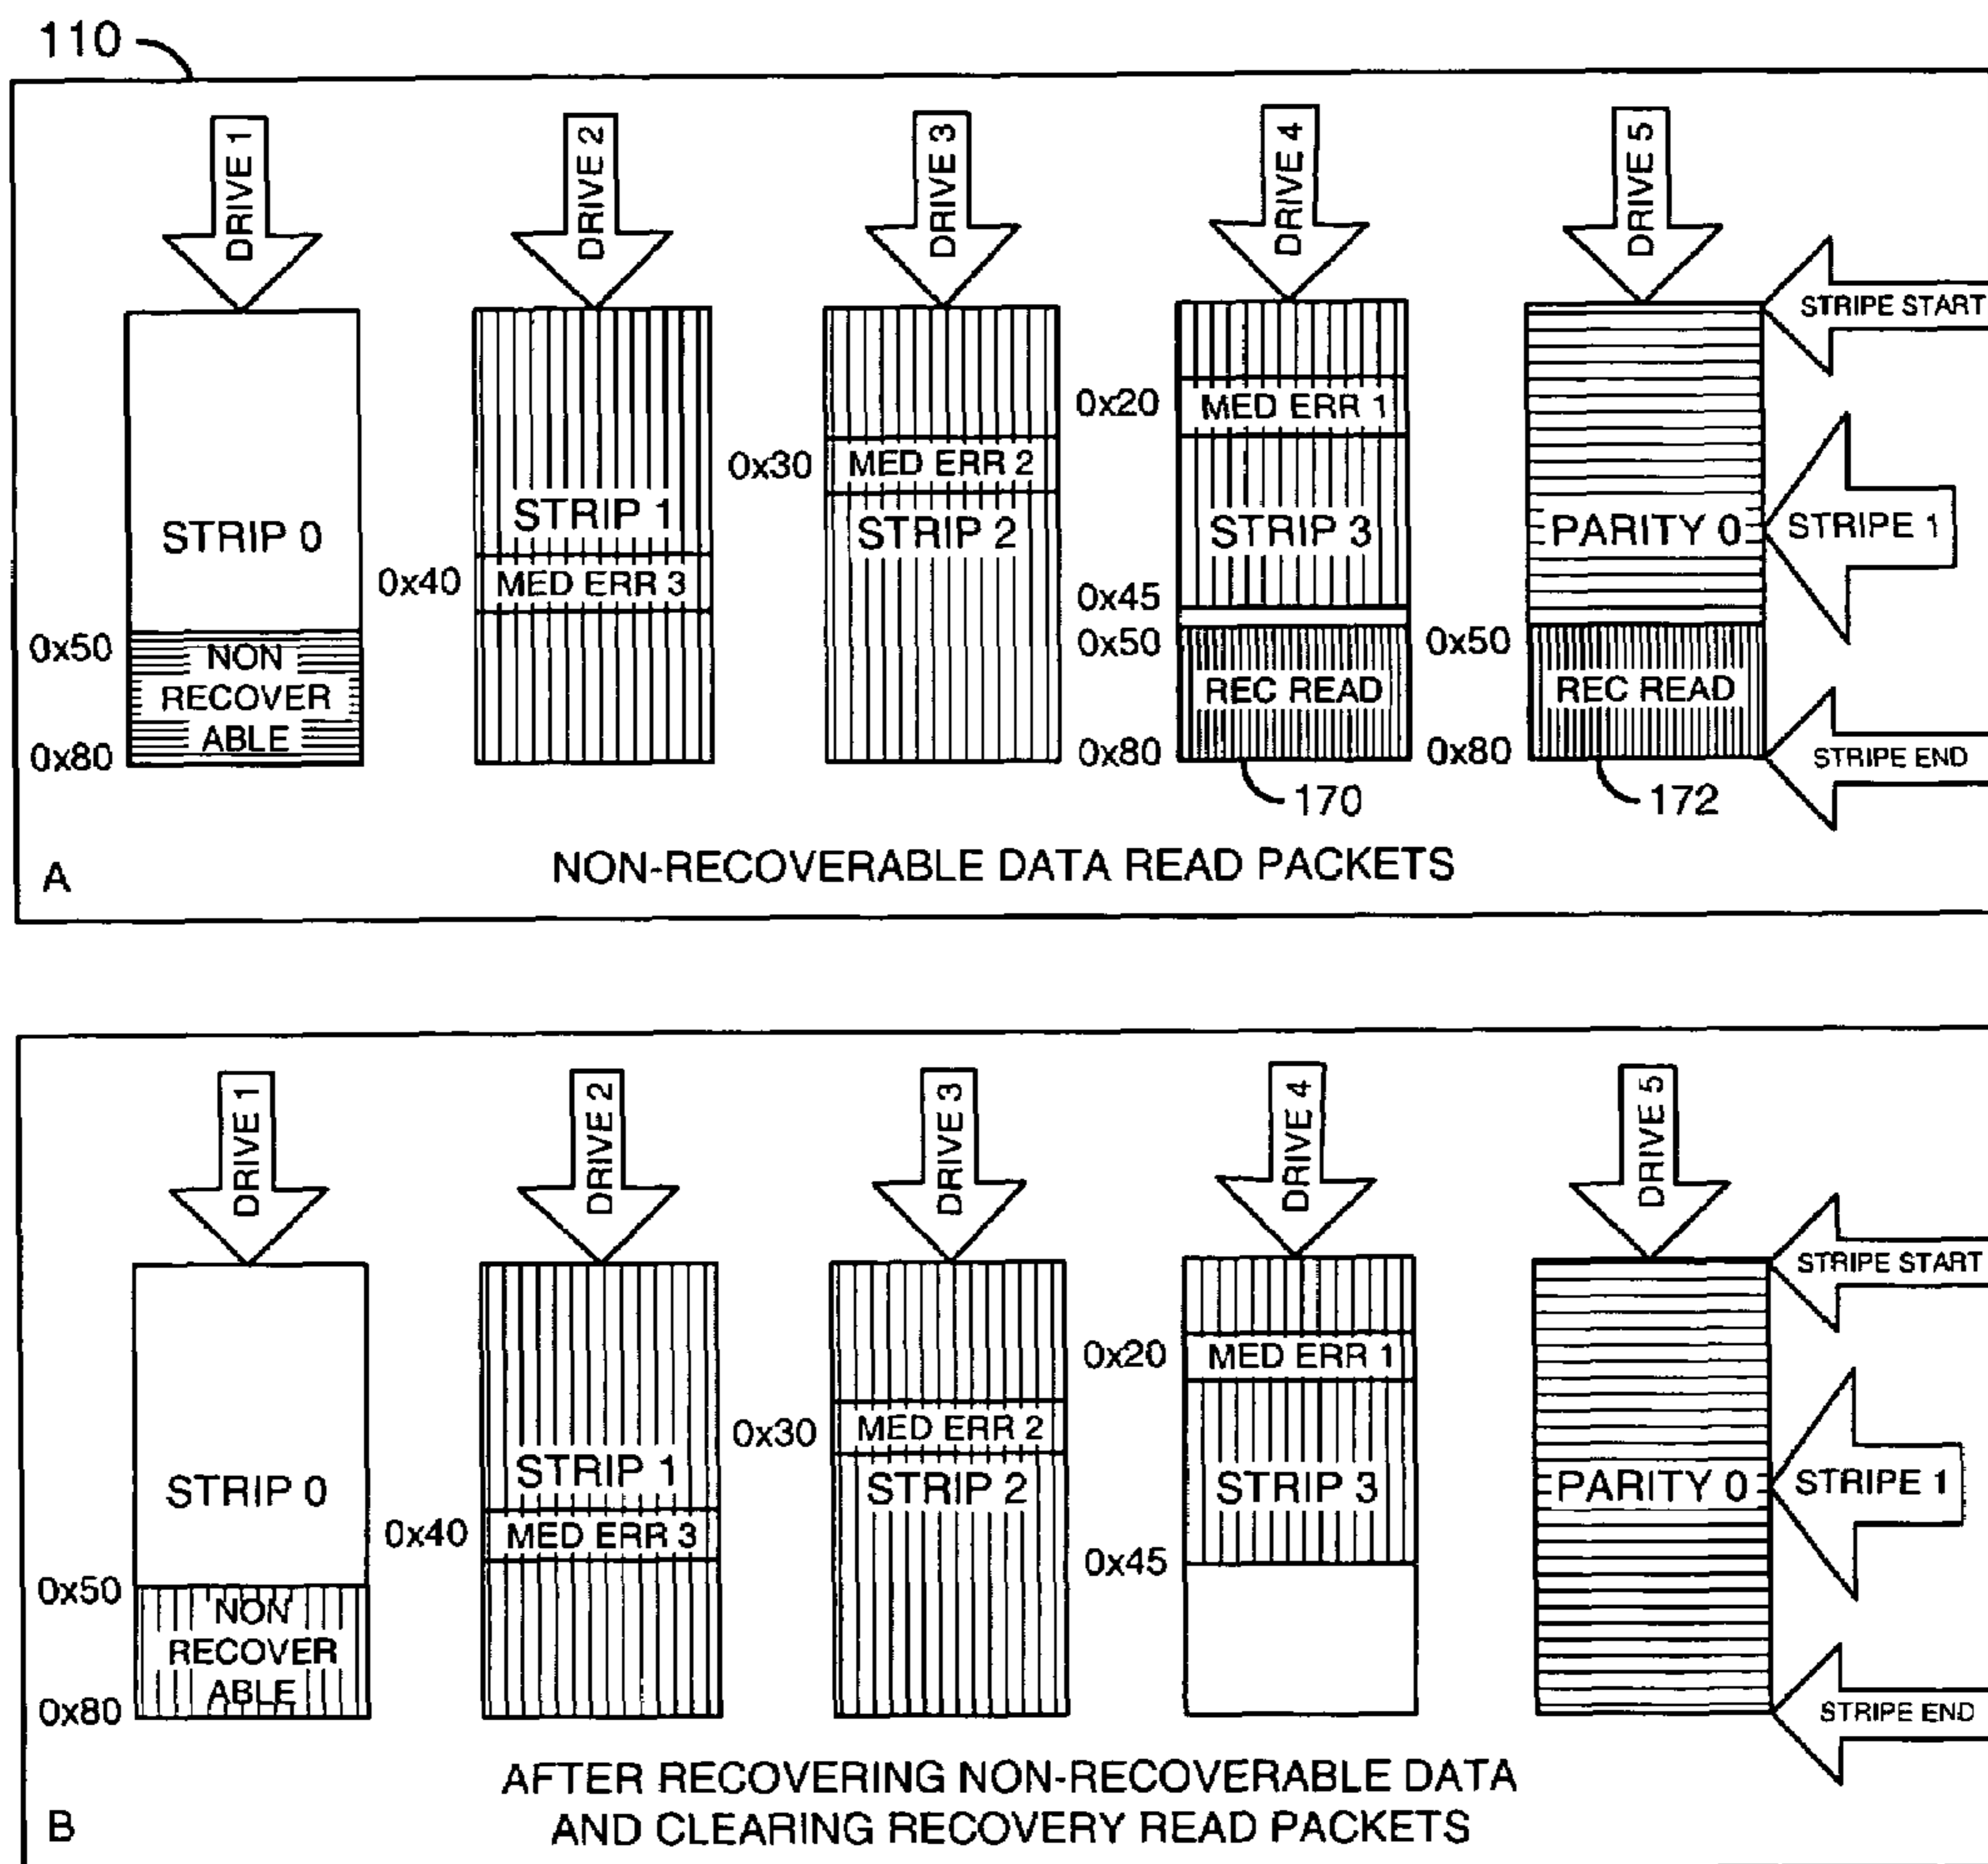 110
DRIVE 1
DRIVE 2
DRIVE 3
DRIVE 4
DRIVE 5
STRIPE START
0x20
MED ERR 1
0x30
MED ERR 2
STRIP 0
STRIP 1
STRIP 2
STRIP 3
PARITY 0
STRIPE 1
0x40
MED ERR 3
0x45
0x50
NON
RECOVER
ABLE
0x80
0x50
REC READ
0x80
0x50
REC READ
0x80
STRIPE END
170
172
A
NON-RECOVERABLE DATA READ PACKETS
DRIVE 1
DRIVE 2
DRIVE 3
DRIVE 4
DRIVE 5
STRIPE START
0x20
MED ERR 1
0x30
MED ERR 2
STRIP 0
STRIP 1
STRIP 2
STRIP 3
PARITY 0
STRIPE 1
0x40
MED ERR 3
0x45
0x50
NON
RECOVER
ABLE
0x80
STRIPE END
AFTER RECOVERING NON-RECOVERABLE DATA
AND CLEARING RECOVERY READ PACKETS
B